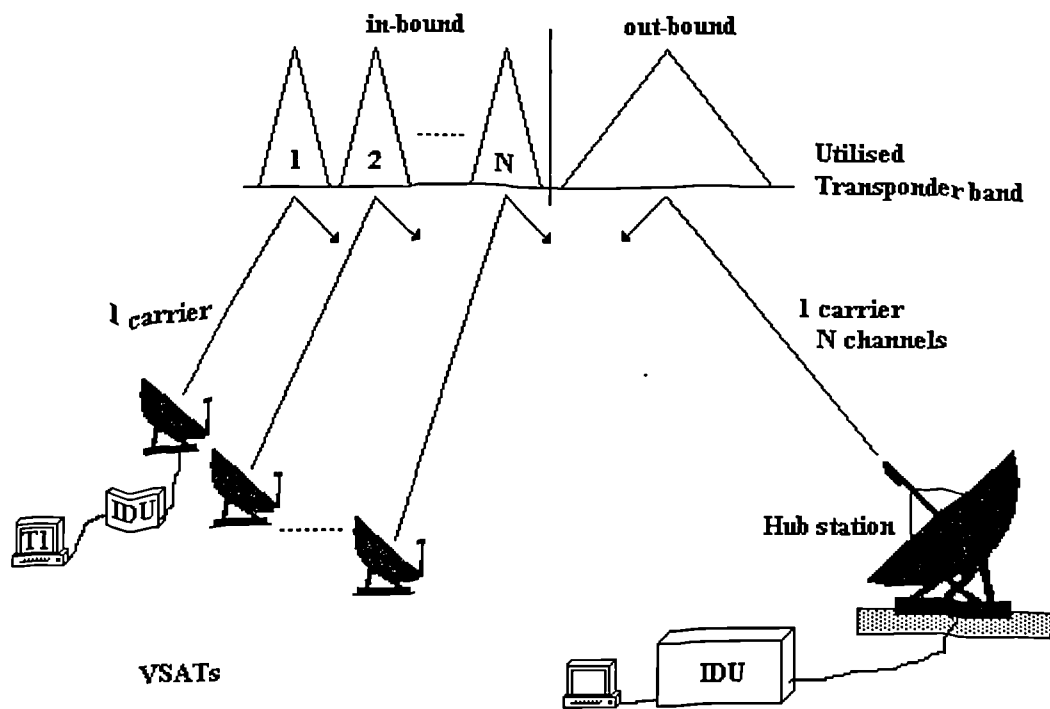 in-bound
out-bound
1
2
N
Utilised
Transponder band
1 carrier
1 carrier
N channels
IDU
T1
Hub station
VSATs
IDU